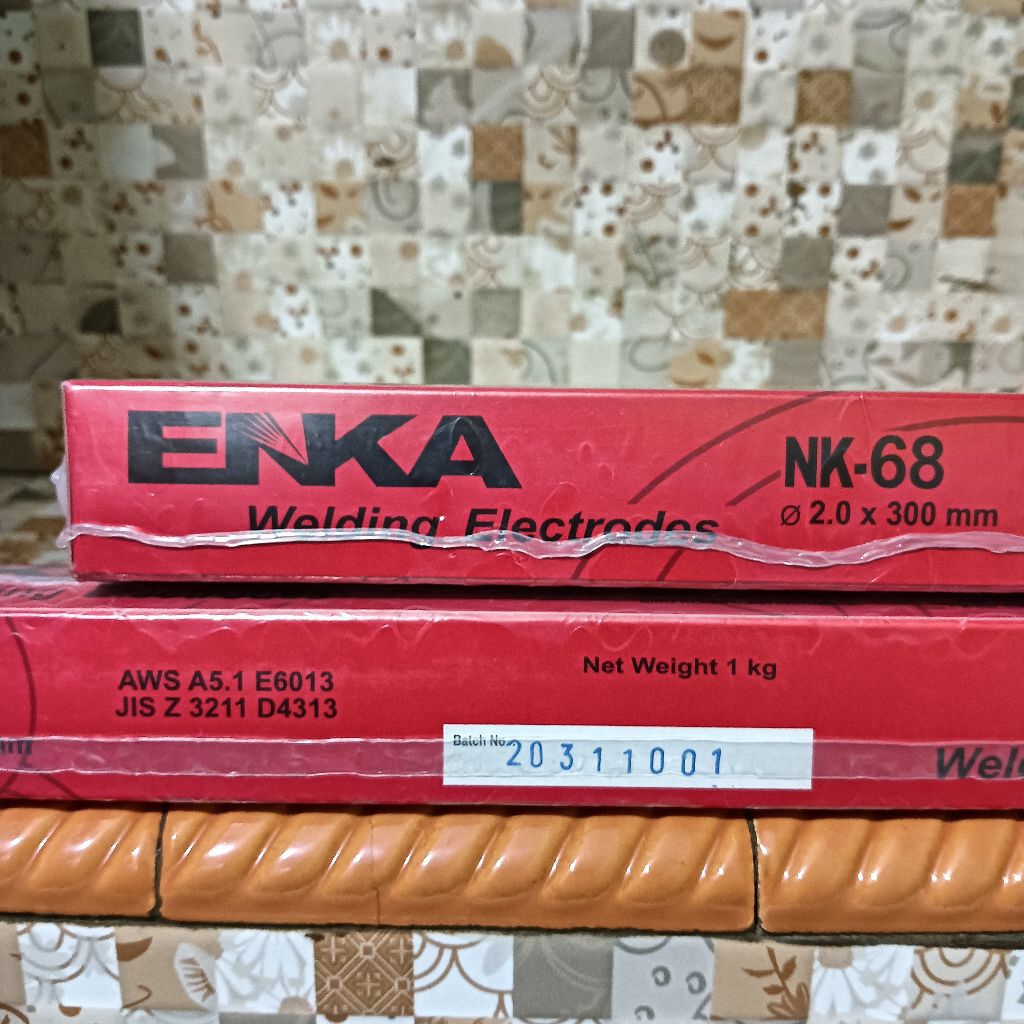 ENKA
NK-68
Welding Electrodes
Ø 2.0 x 300 mm
Net Weight 1 kg
AWS A5.1 E6013
JIS Z 3211 D4313
Batch No.
20311001